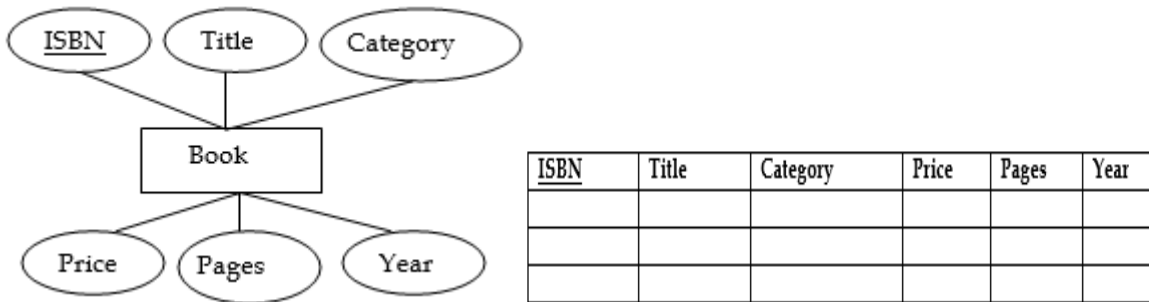 ISBN Title Category
Book
Price Pages Year
ISBN Title Category Price Pages Year